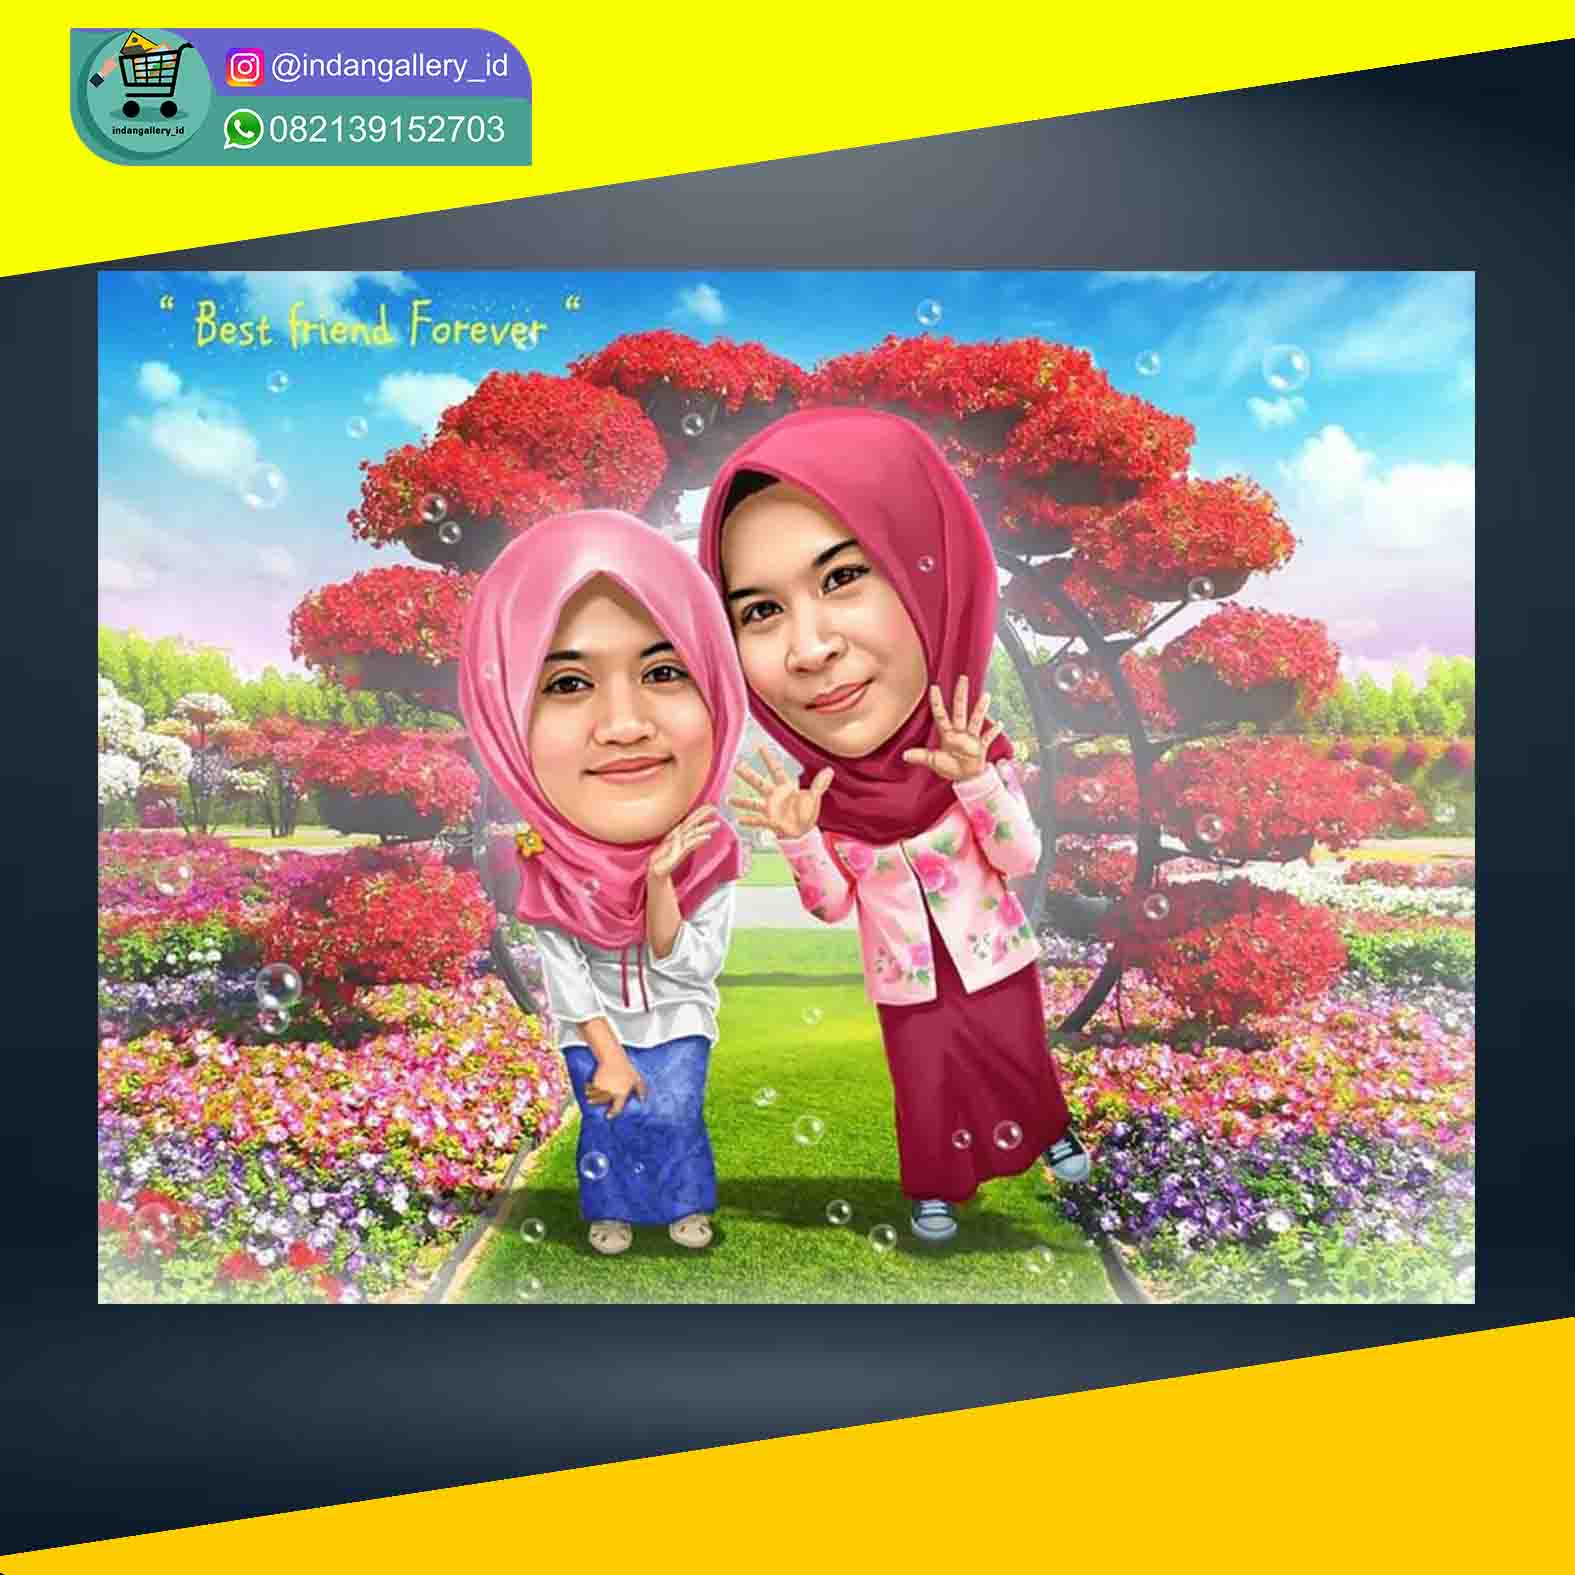 @indangallery_id
082139152703
indangallery_id
“ Best friend Forever “